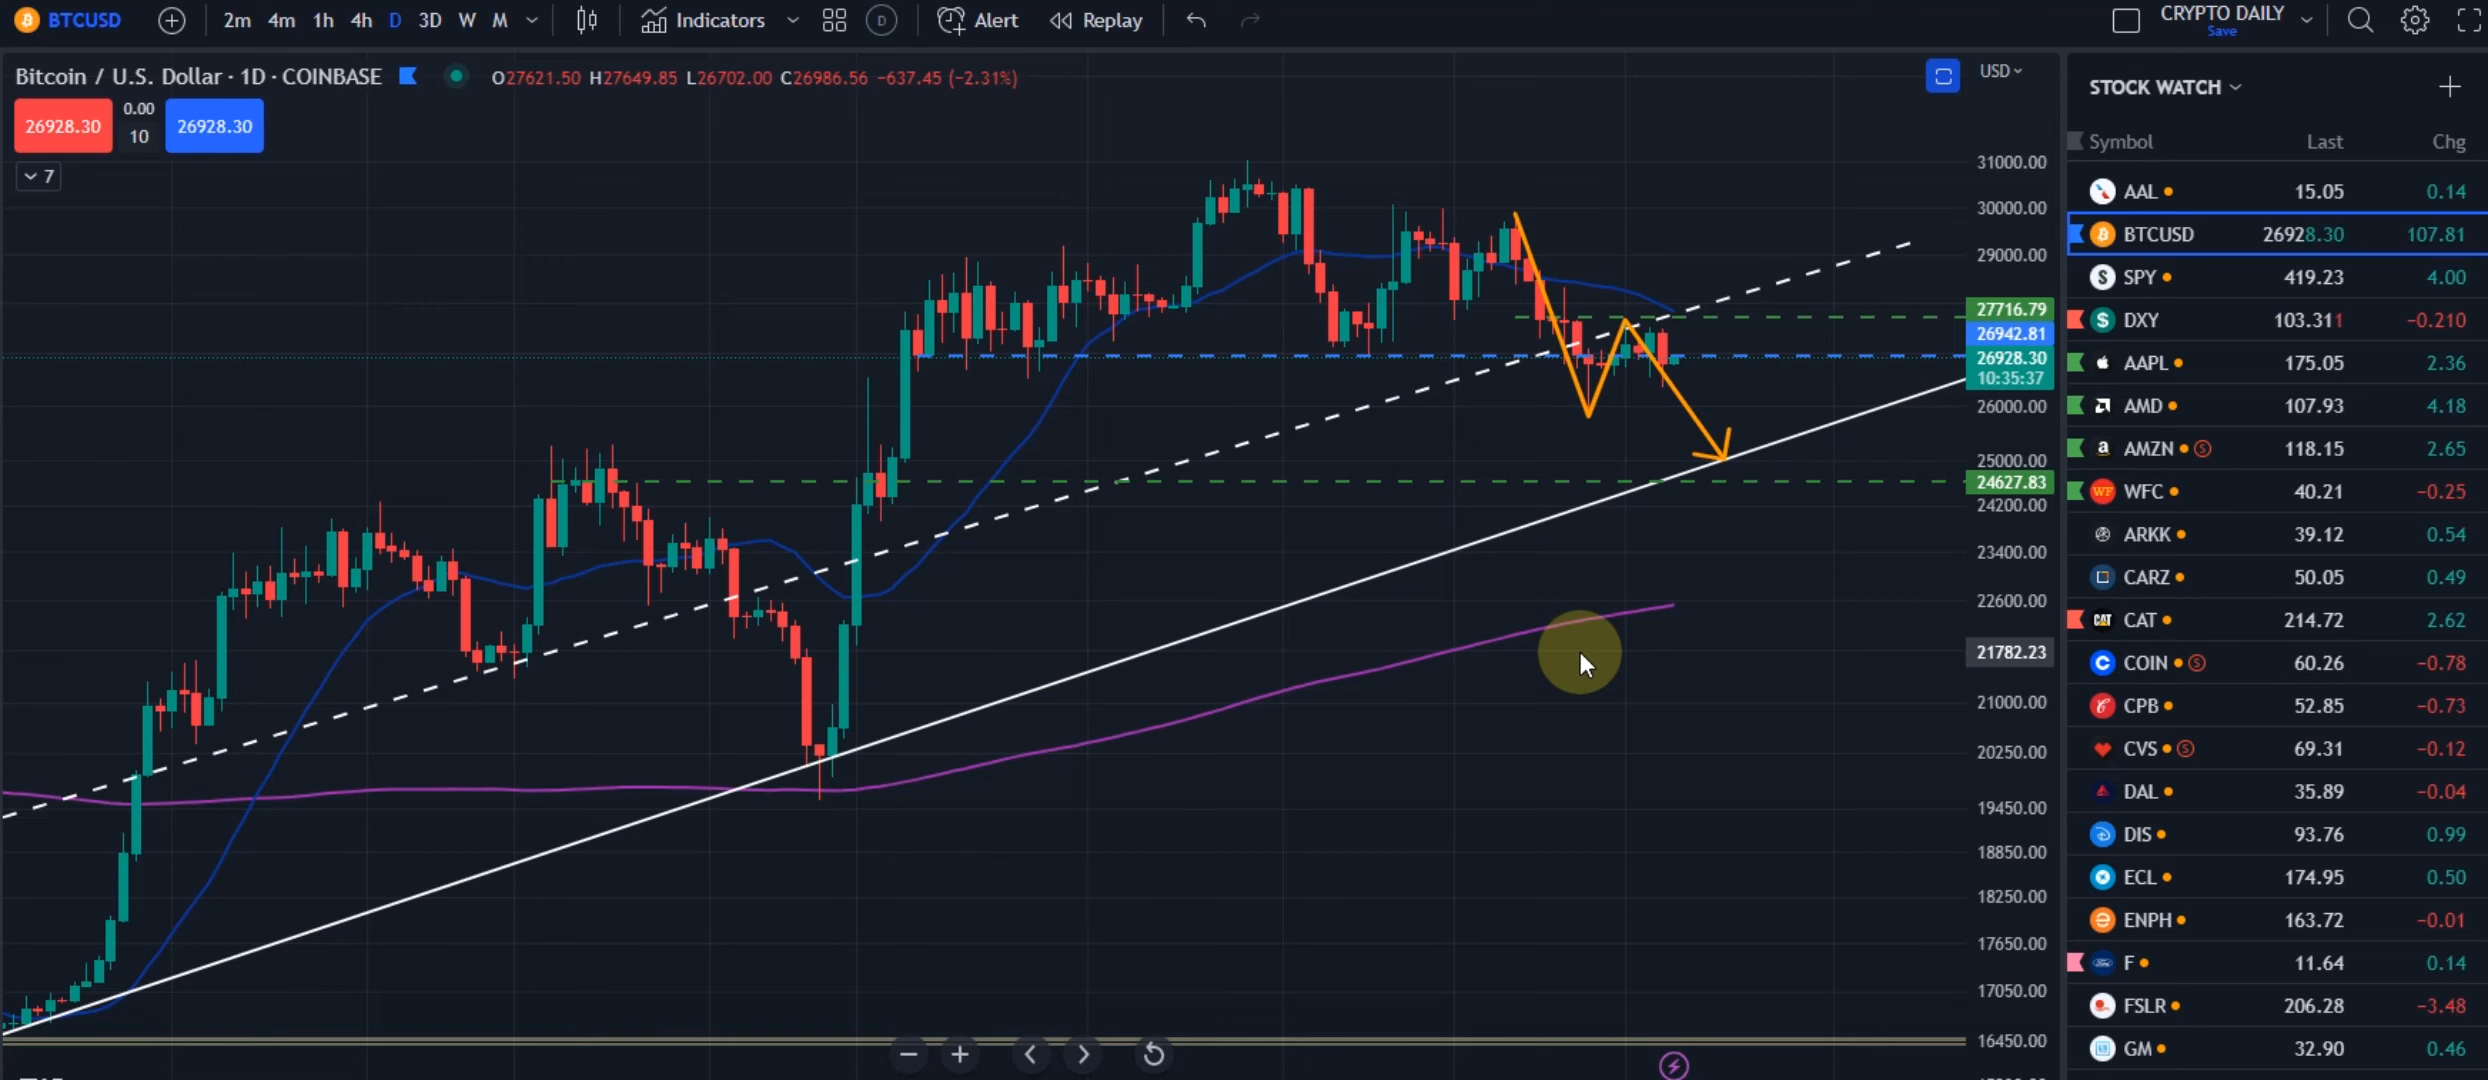 BTCUSD 2m 4m 1h 4h D 3D W M Indicators D Alert Replay CRYPTO DAILY
Save
Bitcoin / U.S. Dollar · 1D · COINBASE O27621.50 H27649.85 L26702.00 C26986.56 −637.45 (−2.31%) USD
26928.30 0.00 26928.30
10
7
31000.00
30000.00
29000.00
27716.79
26942.81
26928.30
10:35:37
26000.00
25000.00
24627.83
24200.00
23400.00
22600.00
21782.23
21000.00
20250.00
19450.00
18850.00
18250.00
17650.00
17050.00
16450.00
STOCK WATCH
Symbol Last Chg
AAL 15.05 0.14
BTCUSD 26928.30 107.81
SPY 419.23 4.00
DXY 103.311 −0.210
AAPL 175.05 2.36
AMD 107.93 4.18
AMZN 118.15 2.65
WFC 40.21 −0.25
ARKK 39.12 0.54
CARZ 50.05 0.49
CAT 214.72 2.62
COIN 60.26 −0.78
CPB 52.85 −0.73
CVS 69.31 −0.12
DAL 35.89 −0.04
DIS 93.76 0.99
ECL 174.95 0.50
ENPH 163.72 −0.01
F 11.64 0.14
FSLR 206.28 −3.48
GM 32.90 0.46